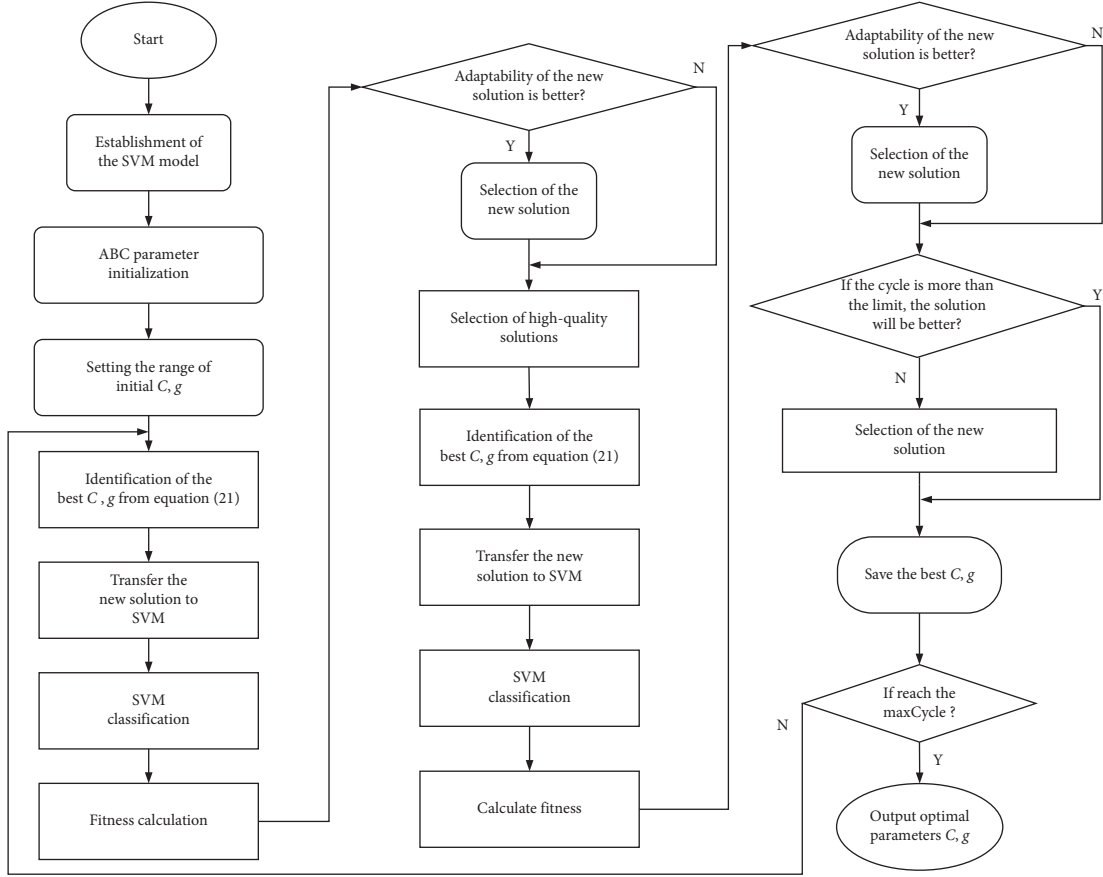 Start
Establishment of
the SVM model
ABC parameter
initialization
Setting the range of
initial C, g
Identification of the
best C , g from equation (21)
Transfer the
new solution to
SVM
SVM
classification
Fitness calculation
Adaptability of the new
solution is better?
N
Y
Selection of the
new solution
Selection of high-quality
solutions
Identification of the
best C, g from equation (21)
Transfer the new
solution to SVM
SVM
classification
Calculate fitness
Adaptability of the new
solution is better?
N
Y
Selection of the
new solution
If the cycle is more than
the limit, the solution
will be better?
Y
N
Selection of the new
solution
Save the best C, g
If reach the
maxCycle ?
N
Y
Output optimal
parameters C, g